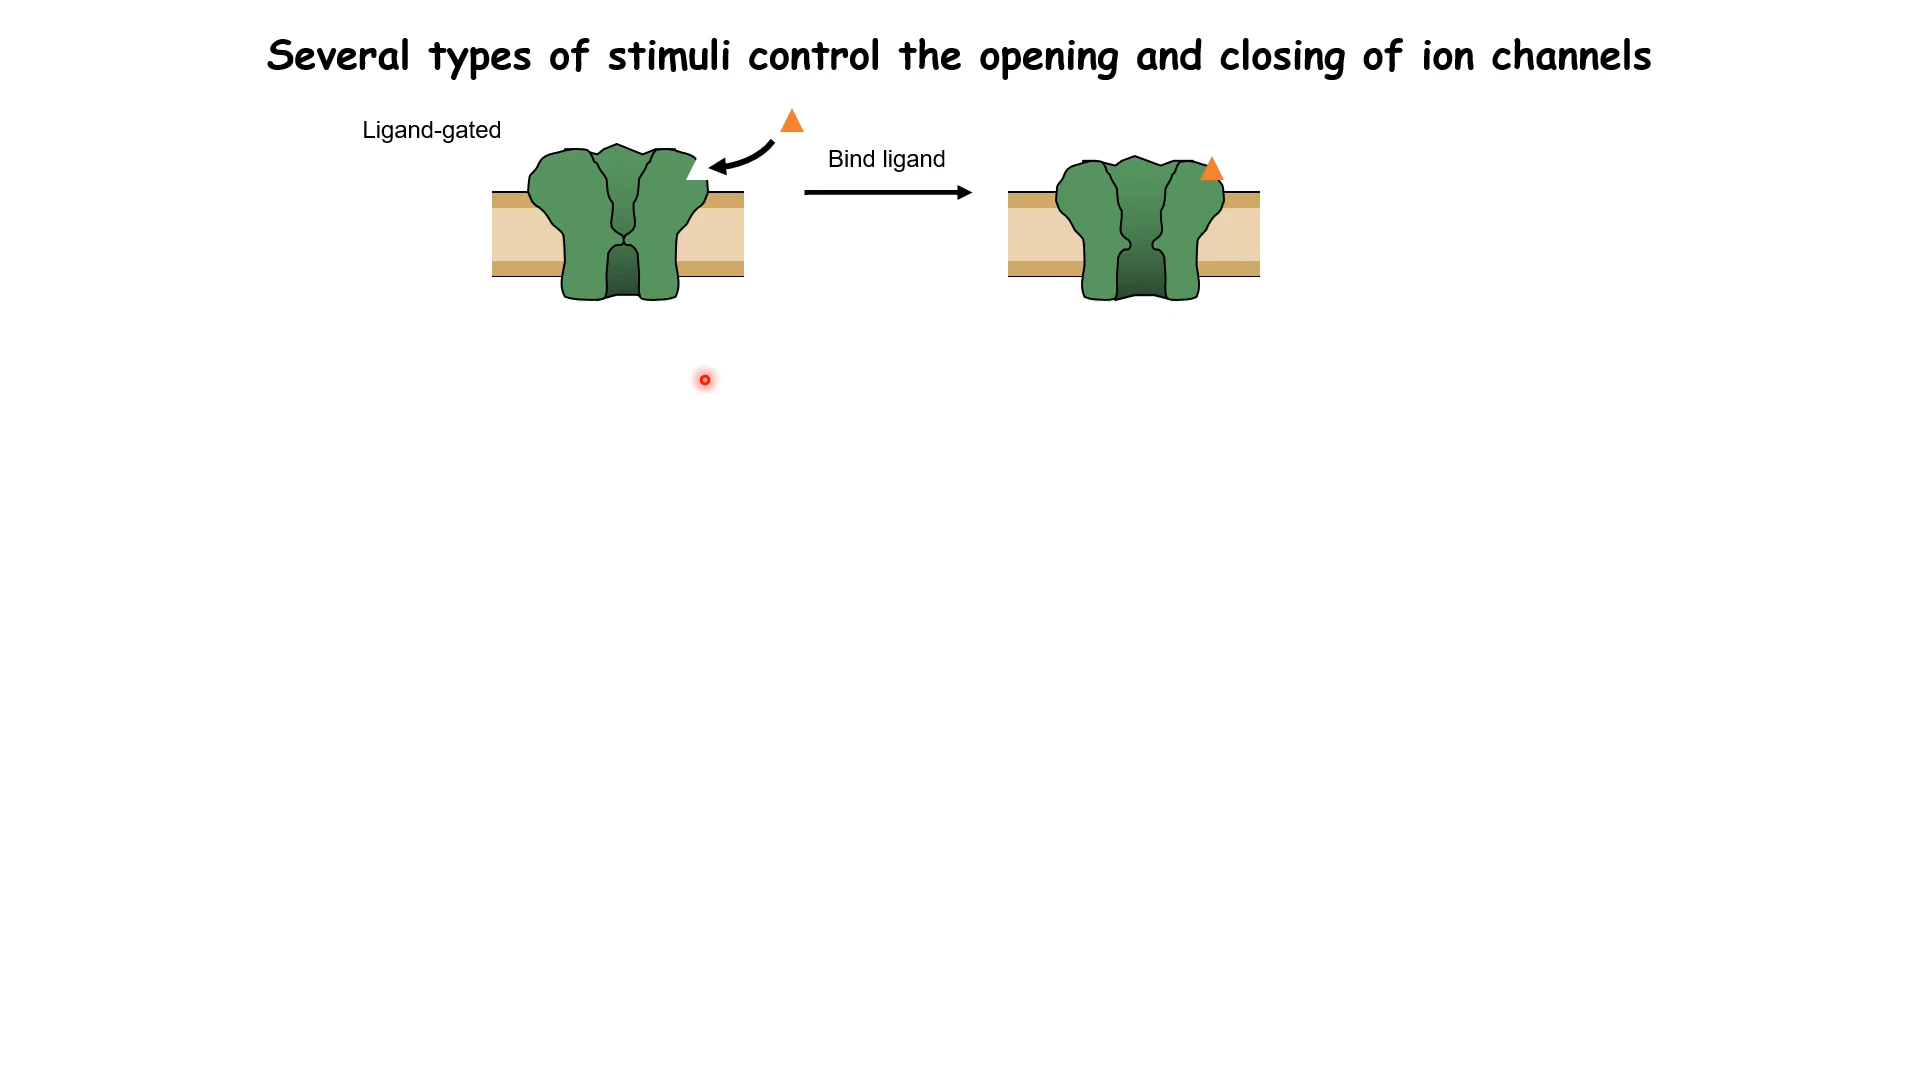 Several types of stimuli control the opening and closing of ion channels
Ligand-gated
Bind ligand